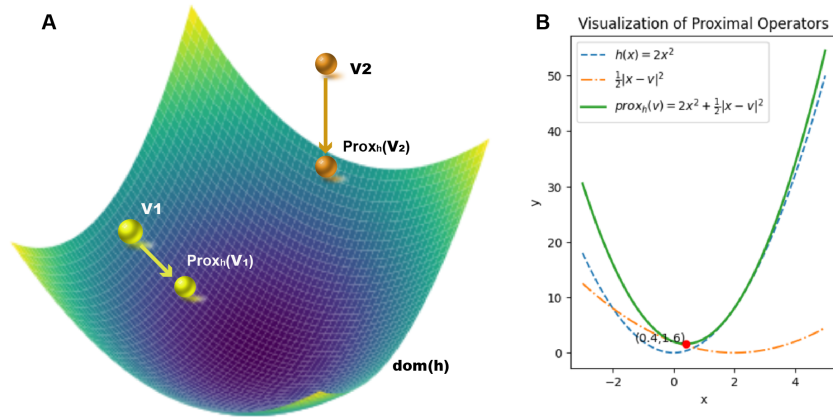 A
V2
Proxₕ(V₂)
V1
Proxₕ(V₁)
dom(h)
B
Visualization of Proximal Operators
h(x) = 2x²
½|x − v|²
proxₕ(v) = 2x² + ½|x − v|²
y
50
40
30
20
10
0
(0.4,1.6)
−2
0
2
4
x